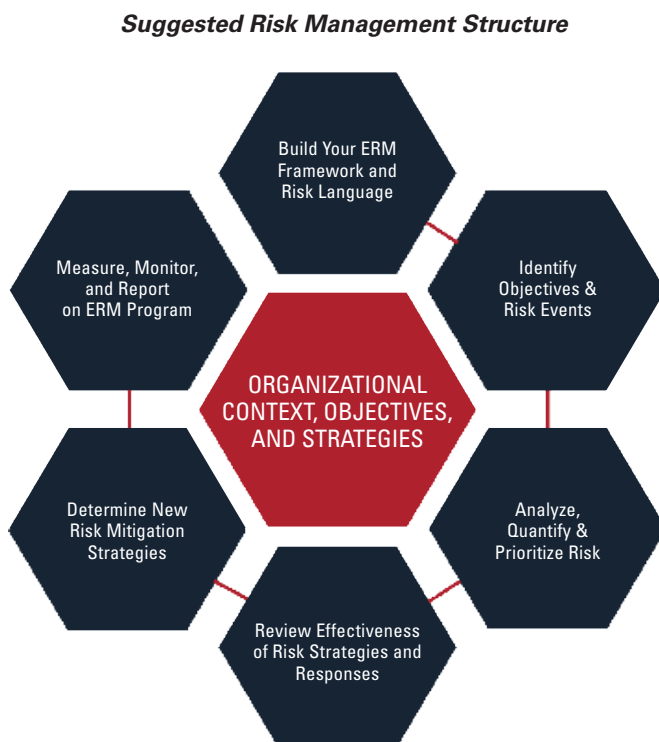 Suggested Risk Management Structure
Build Your ERM
Framework and
Risk Language
Identify
Objectives &
Risk Events
Analyze,
Quantify &
Prioritize Risk
Review Effectiveness
of Risk Strategies and
Responses
Determine New
Risk Mitigation
Strategies
Measure, Monitor,
and Report
on ERM Program
ORGANIZATIONAL
CONTEXT, OBJECTIVES,
AND STRATEGIES